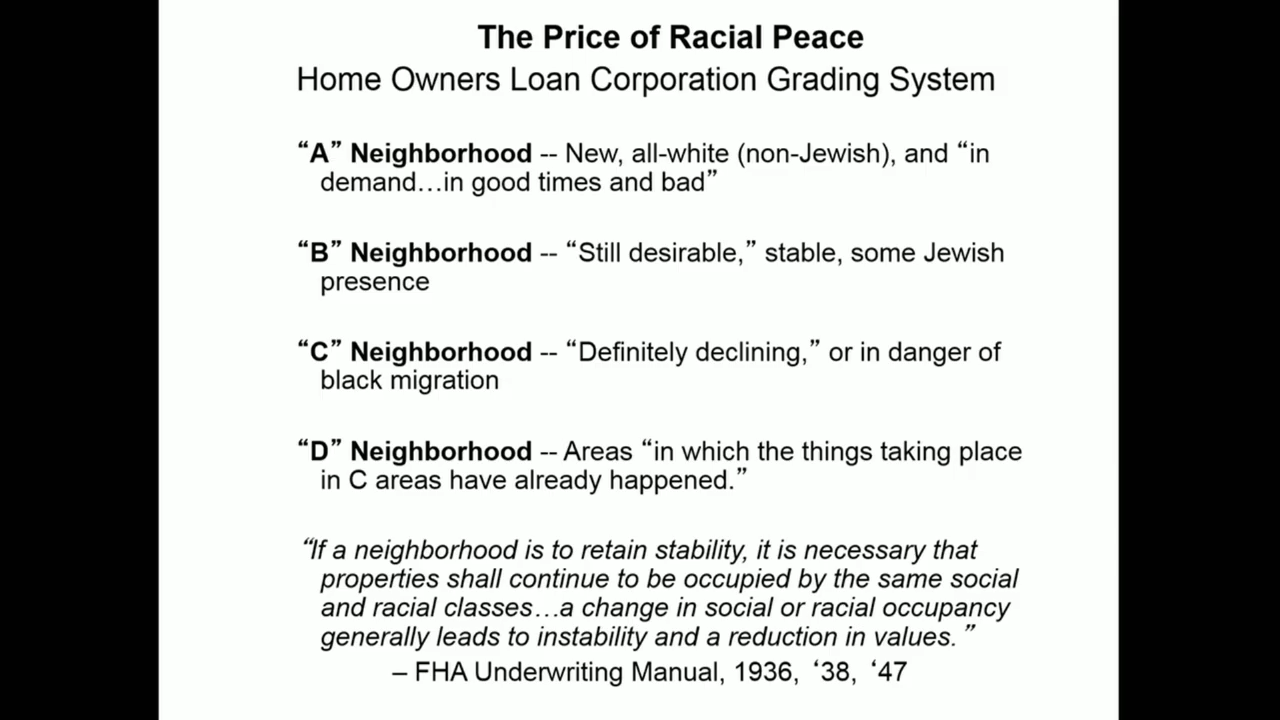 The Price of Racial Peace
Home Owners Loan Corporation Grading System
“A” Neighborhood -- New, all-white (non-Jewish), and “in
demand…in good times and bad”
“B” Neighborhood -- “Still desirable,” stable, some Jewish
presence
“C” Neighborhood -- “Definitely declining,” or in danger of
black migration
“D” Neighborhood -- Areas “in which the things taking place
in C areas have already happened.”
“If a neighborhood is to retain stability, it is necessary that
properties shall continue to be occupied by the same social
and racial classes…a change in social or racial occupancy
generally leads to instability and a reduction in values.”
– FHA Underwriting Manual, 1936, ‘38, ‘47